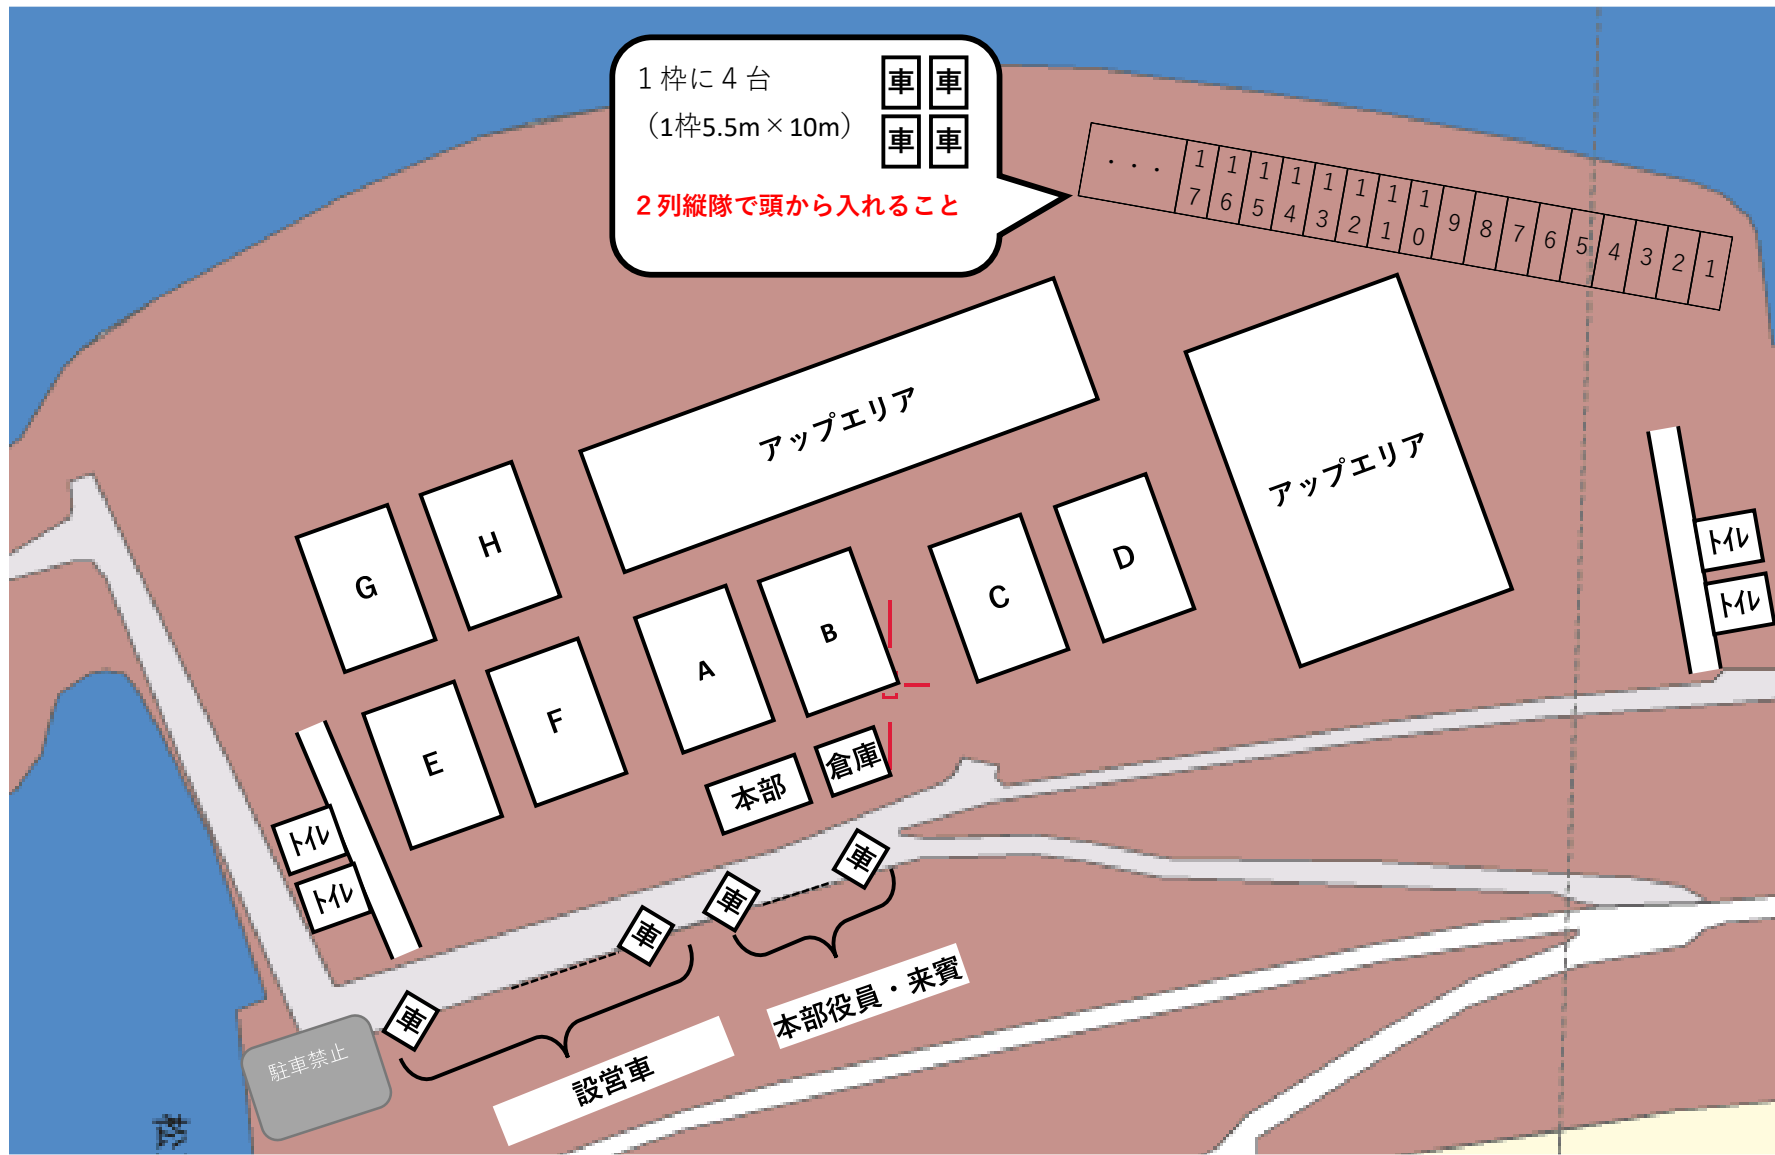 １枠に４台
（1枠5.5m×10m）
車 車
車 車
２列縦隊で頭から入れること
・・・ 17 16 15 14 13 12 11 10 9 8 7 6 5 4 3 2 1
アップエリア
アップエリア
G
H
A
B
C
D
E
F
トイレ
トイレ
トイレ
トイレ
本部
倉庫
車
車
車
車
本部役員・来賓
設営車
駐車禁止
松